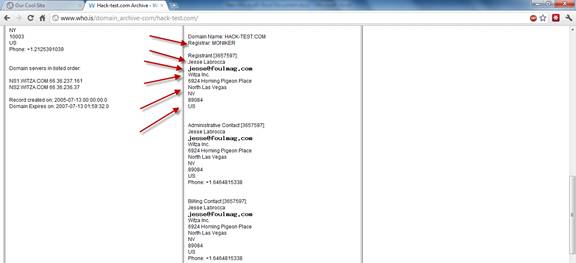 Our Cool Site
Hack-test.com Archive - W
www.who.is/domain_archive-com/hack-test.com/
NY
10003
US
Phone: +1.2125381039
Domain servers in listed order:
NS1.WITZA.COM 66.36.237.161
NS2.WITZA.COM 66.36.236.37
Record created on: 2005-07-13 00:00:00.0
Domain Expires on: 2007-07-13 01:59:32.0
Domain Name: HACK-TEST.COM
Registrar: MONIKER
Registrant [3657597]:
Jesse Labrocca
jesse@foulmag.com
Witza Inc.
6924 Homing Pigeon Place
North Las Vegas
NV
89084
US
Administrative Contact [3657597]:
Jesse Labrocca
jesse@foulmag.com
Witza Inc.
6924 Homing Pigeon Place
North Las Vegas
NV
89084
US
Phone: +1.6464815338
Billing Contact [3657597]:
Jesse Labrocca
jesse@foulmag.com
Witza Inc.
6924 Homing Pigeon Place
North Las Vegas
NV
89084
US
Phone: +1.6464815338